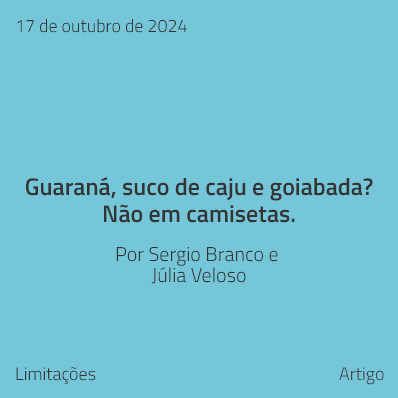 17 de outubro de 2024
Guaraná, suco de caju e goiabada?
Não em camisetas.
Por Sergio Branco e
Júlia Veloso
Limitações
Artigo